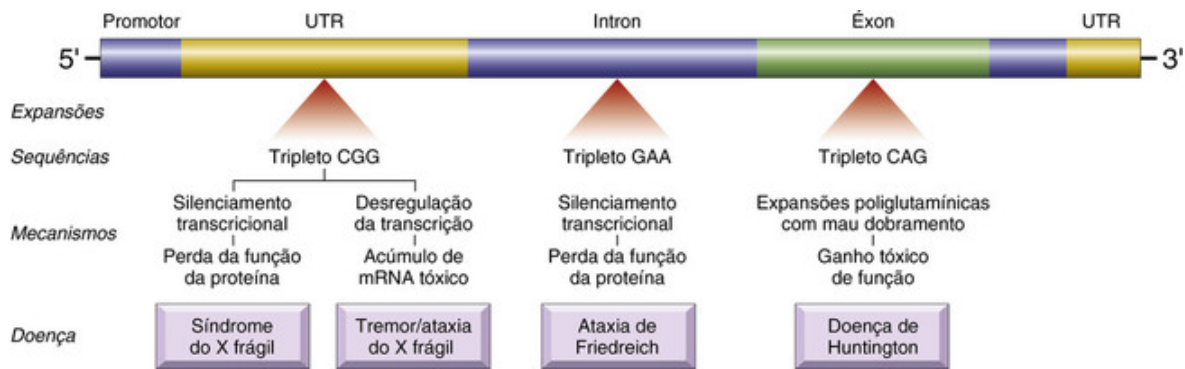 Promotor UTR Intron Éxon UTR
5' 3'
Expansões
Sequências Tripleto CGG Tripleto GAA Tripleto CAG
Mecanismos
Silenciamento
transcricional
Perda da função
da proteína
Desregulação
da transcrição
Acúmulo de
mRNA tóxico
Silenciamento
transcricional
Perda da função
da proteína
Expansões poliglutamínicas
com mau dobramento
Ganho tóxico
de função
Doença
Síndrome
do X frágil
Tremor/ataxia
do X frágil
Ataxia de
Friedreich
Doença de
Huntington